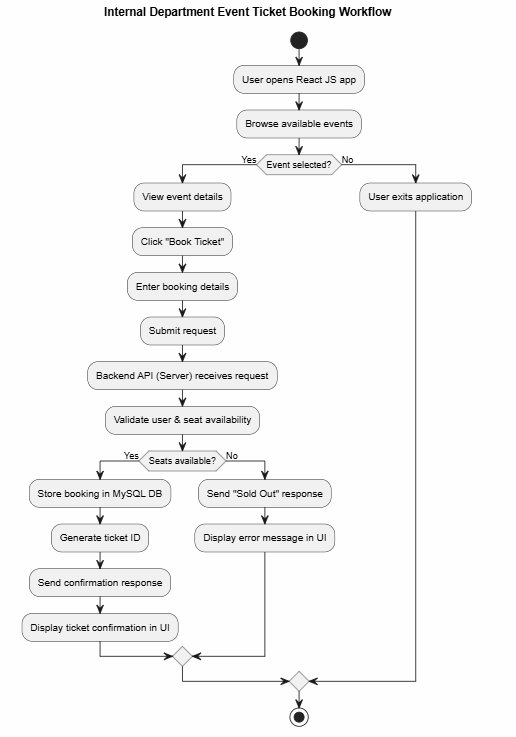 Internal Department Event Ticket Booking Workflow
User opens React JS app
Browse available events
Yes
Event selected?
No
View event details
User exits application
Click "Book Ticket"
Enter booking details
Submit request
Backend API (Server) receives request
Validate user & seat availability
Yes
Seats available?
No
Store booking in MySQL DB
Send "Sold Out" response
Generate ticket ID
Display error message in UI
Send confirmation response
Display ticket confirmation in UI